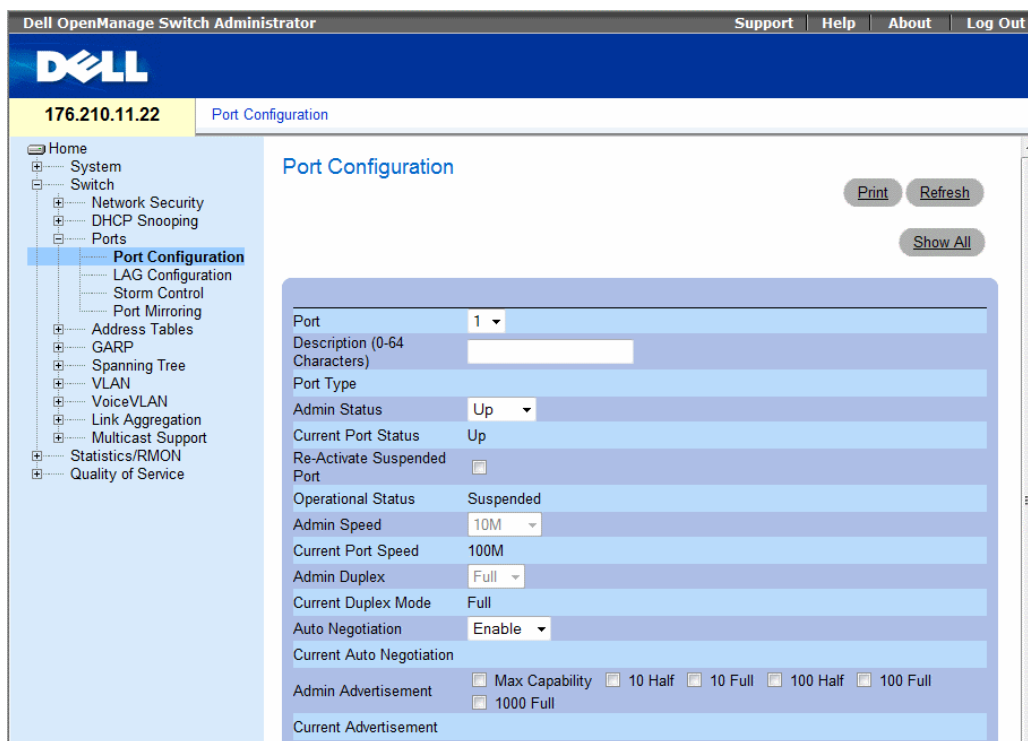 Dell OpenManage Switch Administrator
Support Help About Log Out
DELL
176.210.11.22
Port Configuration
Home
System
Switch
Network Security
DHCP Snooping
Ports
Port Configuration
LAG Configuration
Storm Control
Port Mirroring
Address Tables
GARP
Spanning Tree
VLAN
VoiceVLAN
Link Aggregation
Multicast Support
Statistics/RMON
Quality of Service
Port Configuration
Print Refresh
Show All
Port 1
Description (0-64
Characters)
Port Type
Admin Status Up
Current Port Status Up
Re-Activate Suspended
Port
Operational Status Suspended
Admin Speed 10M
Current Port Speed 100M
Admin Duplex Full
Current Duplex Mode Full
Auto Negotiation Enable
Current Auto Negotiation
Admin Advertisement Max Capability 10 Half 10 Full 100 Half 100 Full
1000 Full
Current Advertisement